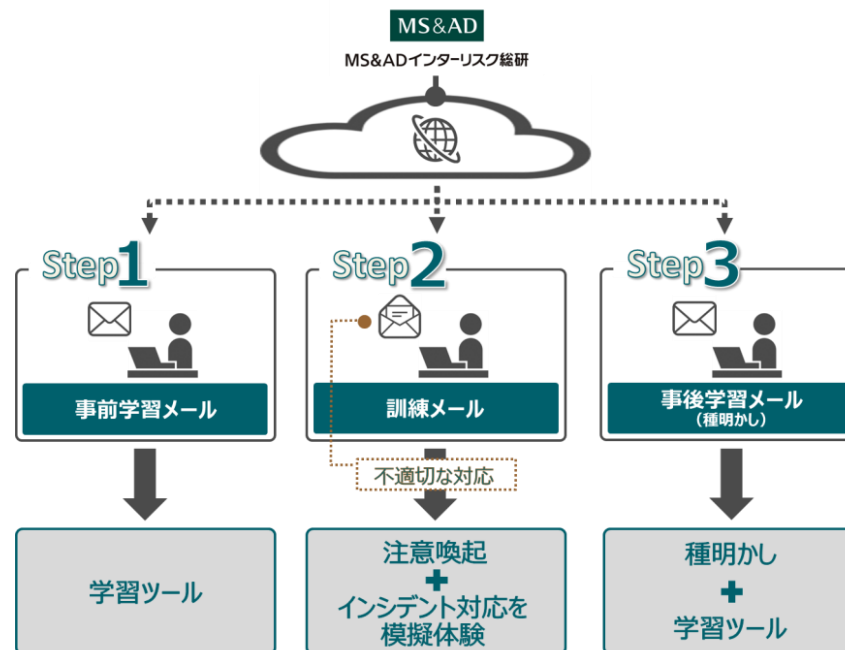 MS&AD
MS&ADインターリスク総研
Step1
Step2
Step3
事前学習メール
訓練メール
事後学習メール
(種明かし)
不適切な対応
学習ツール
注意喚起
+
インシデント対応を
模擬体験
種明かし
+
学習ツール